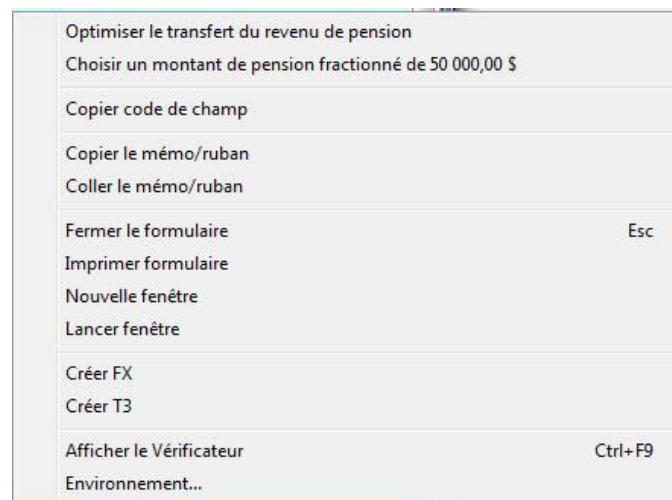 Optimiser le transfert du revenu de pension
Choisir un montant de pension fractionné de 50 000,00 $
Copier code de champ
Copier le mémo/ruban
Coller le mémo/ruban
Fermer le formulaire Esc
Imprimer formulaire
Nouvelle fenêtre
Lancer fenêtre
Créer FX
Créer T3
Afficher le Vérificateur Ctrl+F9
Environnement...